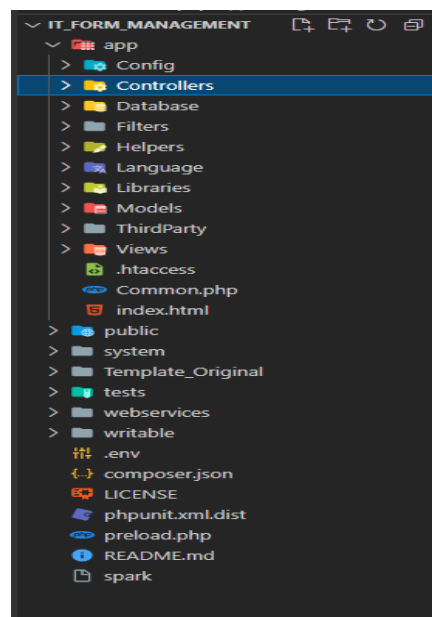 IT_FORM_MANAGEMENT
app
Config
Controllers
Database
Filters
Helpers
Language
Libraries
Models
ThirdParty
Views
.htaccess
Common.php
index.html
public
system
Template_Original
tests
webservices
writable
.env
composer.json
LICENSE
phpunit.xml.dist
preload.php
README.md
spark